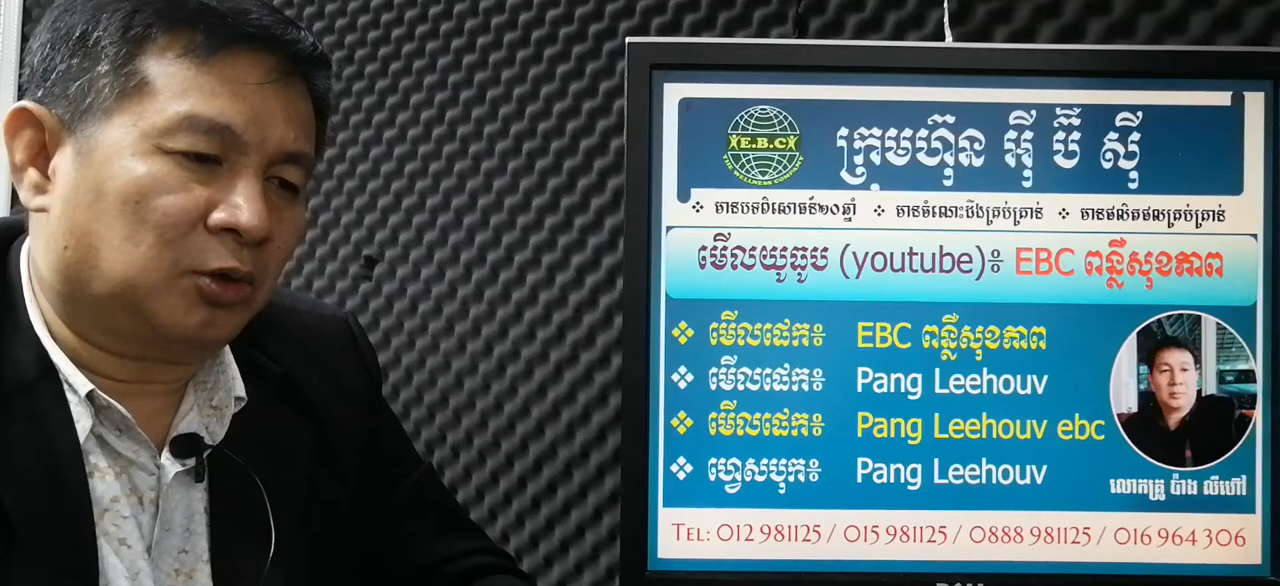 E.B.C
THE WELLNESS COMPANY
ក្រុមហ៊ុន អ៊ី ប៊ី ស៊ី
❖ មានបទពិសោធន៍២០ឆ្នាំ ❖ មានចំណេះដឹងគ្រប់គ្រាន់ ❖ មានផលិតផលគ្រប់គ្រាន់
មើលយូធូប (youtube)៖ EBC ពន្លឺសុខភាព
❖ មើលផេក៖ EBC ពន្លឺសុខភាព
❖ មើលផេក៖ Pang Leehouv
❖ មើលផេក៖ Pang Leehouv ebc
❖ ហ្វេសបុក៖ Pang Leehouv
លោកគ្រូ ប៉ាង លីហ៊ៅ
TEL: 012 981125 / 015 981125 / 0888 981125 / 016 964 306